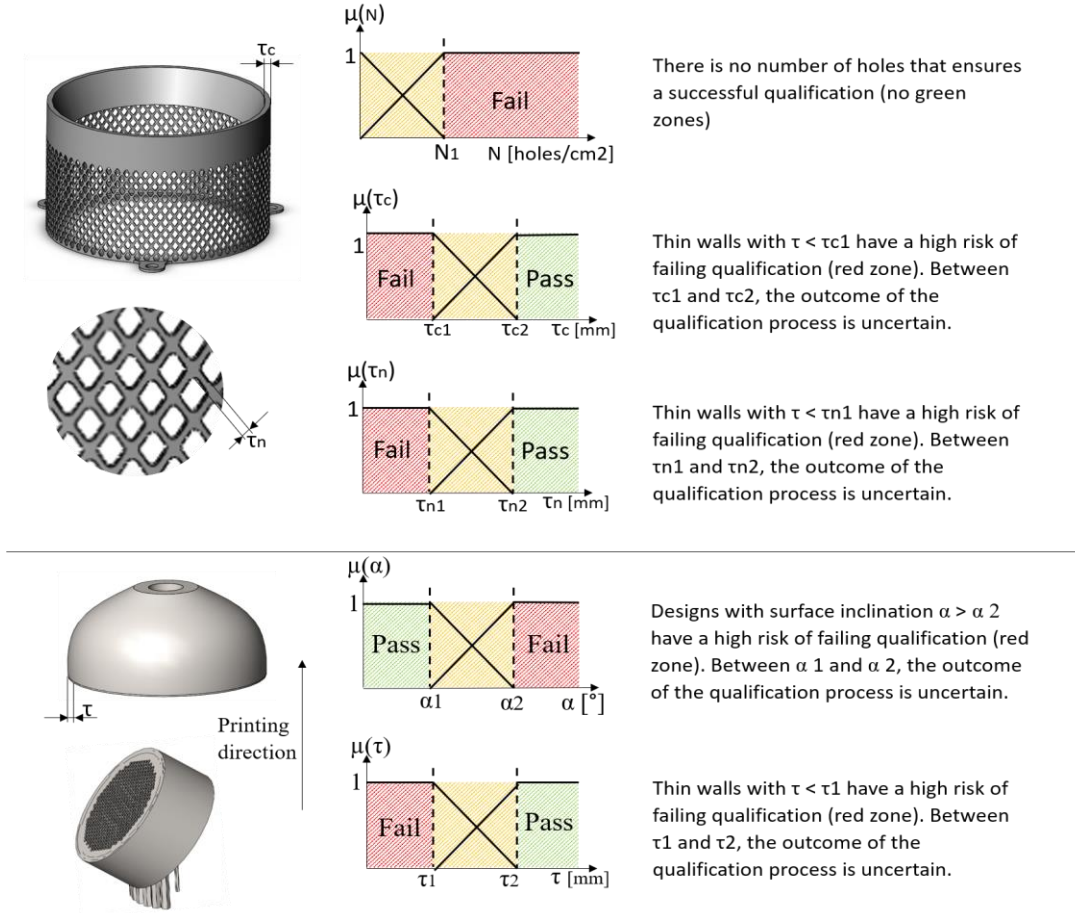 τc
μ(N)
1
Fail
N1
N [holes/cm2]
There is no number of holes that ensures
a successful qualification (no green
zones)
μ(τc)
1
Fail
Pass
τc1
τc2
τc [mm]
Thin walls with τ < τc1 have a high risk of
failing qualification (red zone). Between
τc1 and τc2, the outcome of the
qualification process is uncertain.
τn
μ(τn)
1
Fail
Pass
τn1
τn2
τn [mm]
Thin walls with τ < τn1 have a high risk of
failing qualification (red zone). Between
τn1 and τn2, the outcome of the
qualification process is uncertain.
τ
Printing
direction
μ(α)
1
Pass
Fail
α1
α2
α [°]
Designs with surface inclination α > α 2
have a high risk of failing qualification (red
zone). Between α 1 and α 2, the outcome
of the qualification process is uncertain.
μ(τ)
1
Fail
Pass
τ1
τ2
τ [mm]
Thin walls with τ < τ1 have a high risk of
failing qualification (red zone). Between
τ1 and τ2, the outcome of the
qualification process is uncertain.